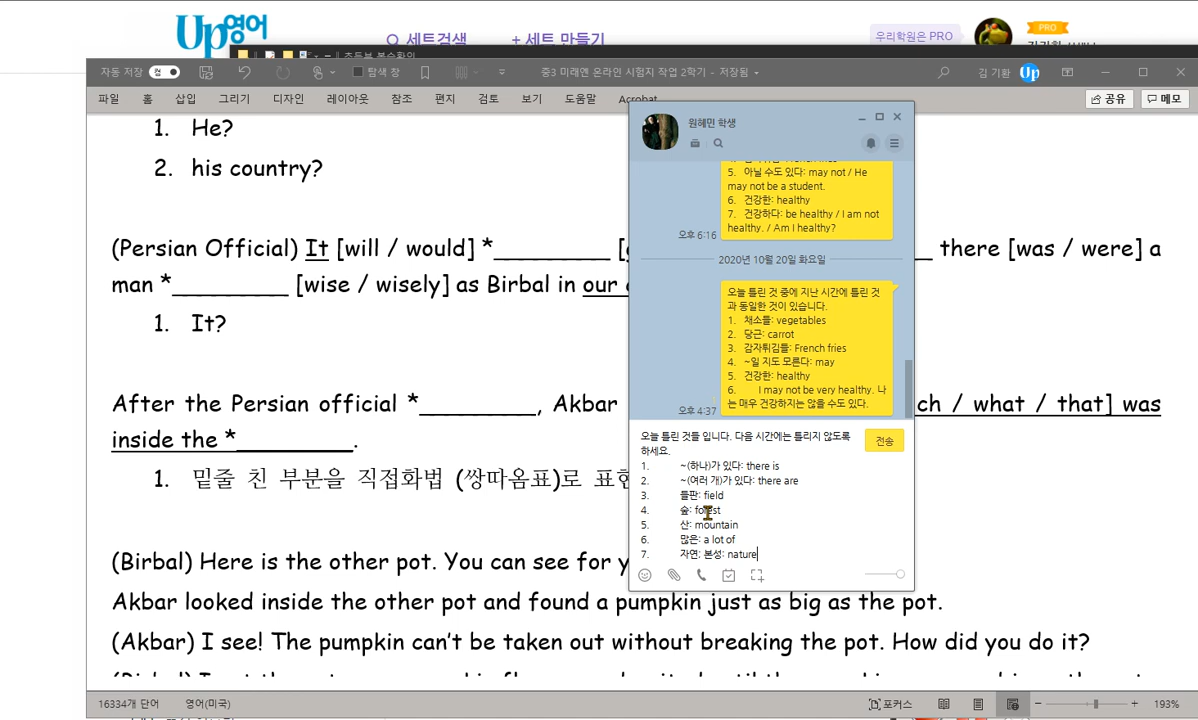 Up영어
세트검색
+ 세트 만들기
우리학원은 PRO
PRO
초등부 복습확인
자동 저장
탐색 창
중3 미래엔 온라인 시험지 작업 2학기 - 저장됨
김 기환
Up
파일 홈 삽입 그리기 디자인 레이아웃 참조 편지 검토 보기 도움말 Acrobat
공유
메모
1. He?
2. his country?
(Persian Official) It [will / would] *_________ [
_ there [was / were] a
man *_________ [wise / wisely] as Birbal in our
1. It?
After the Persian official *_________, Akbar
ch / what / that] was
inside the *_________.
1. 밑줄 친 부분을 직접화법 (쌍따옴표)로 표현
(Birbal) Here is the other pot. You can see for y
Akbar looked inside the other pot and found a pumpkin just as big as the pot.
(Akbar) I see! The pumpkin can't be taken out without breaking the pot. How did you do it?
원혜민 학생
5. 아닐 수도 있다: may not / He
may not be a student.
6. 건강한: healthy
7. 건강하다: be healthy / I am not
healthy. / Am I healthy?
오후 6:16
2020년 10월 20일 화요일
오늘 틀린 것 중에 지난 시간에 틀린 것
과 동일한 것이 있습니다.
1. 채소들: vegetables
2. 당근: carrot
3. 감자튀김들: French fries
4. ~일 지도 모른다: may
5. 건강한: healthy
6. I may not be very healthy. 나
는 매우 건강하지는 않을 수도 있다.
오후 4:37
오늘 틀린 것들 입니다. 다음 시간에는 틀리지 않도록
하세요.
전송
1. ~(하나)가 있다: there is
2. ~(여러 개)가 있다: there are
3. 들판: field
4. 숲: forest
5. 산: mountain
6. 많은: a lot of
7. 자연: 본성: nature
16334개 단어
영어(미국)
포커스
193%